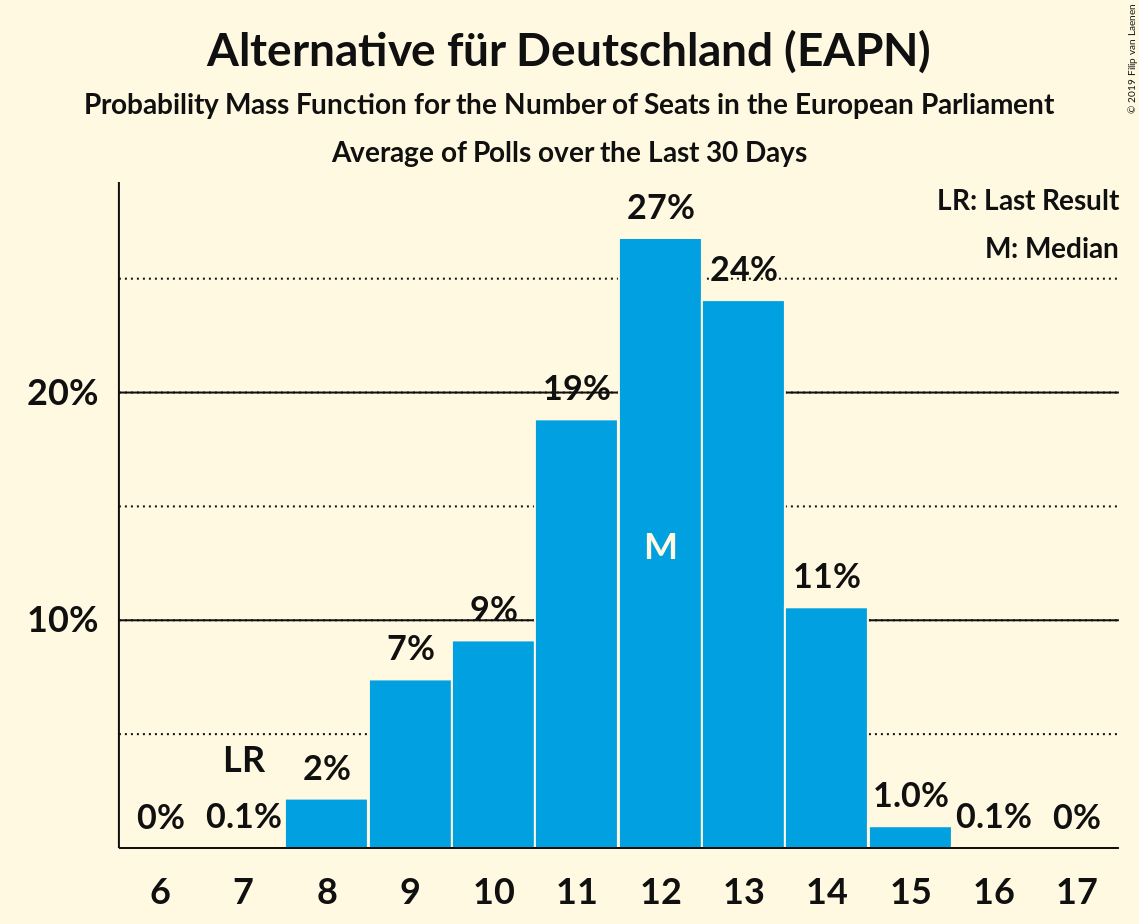 Alternative für Deutschland (EAPN)
Probability Mass Function for the Number of Seats in the European Parliament
Average of Polls over the Last 30 Days
© 2019 Filip van Laenen
LR: Last Result
M: Median
27%
24%
20%
19%
M
11%
10%
9%
7%
LR
2%
1.0%
0%
0.1%
0.1%
0%
6 7 8 9 10 11 12 13 14 15 16 17